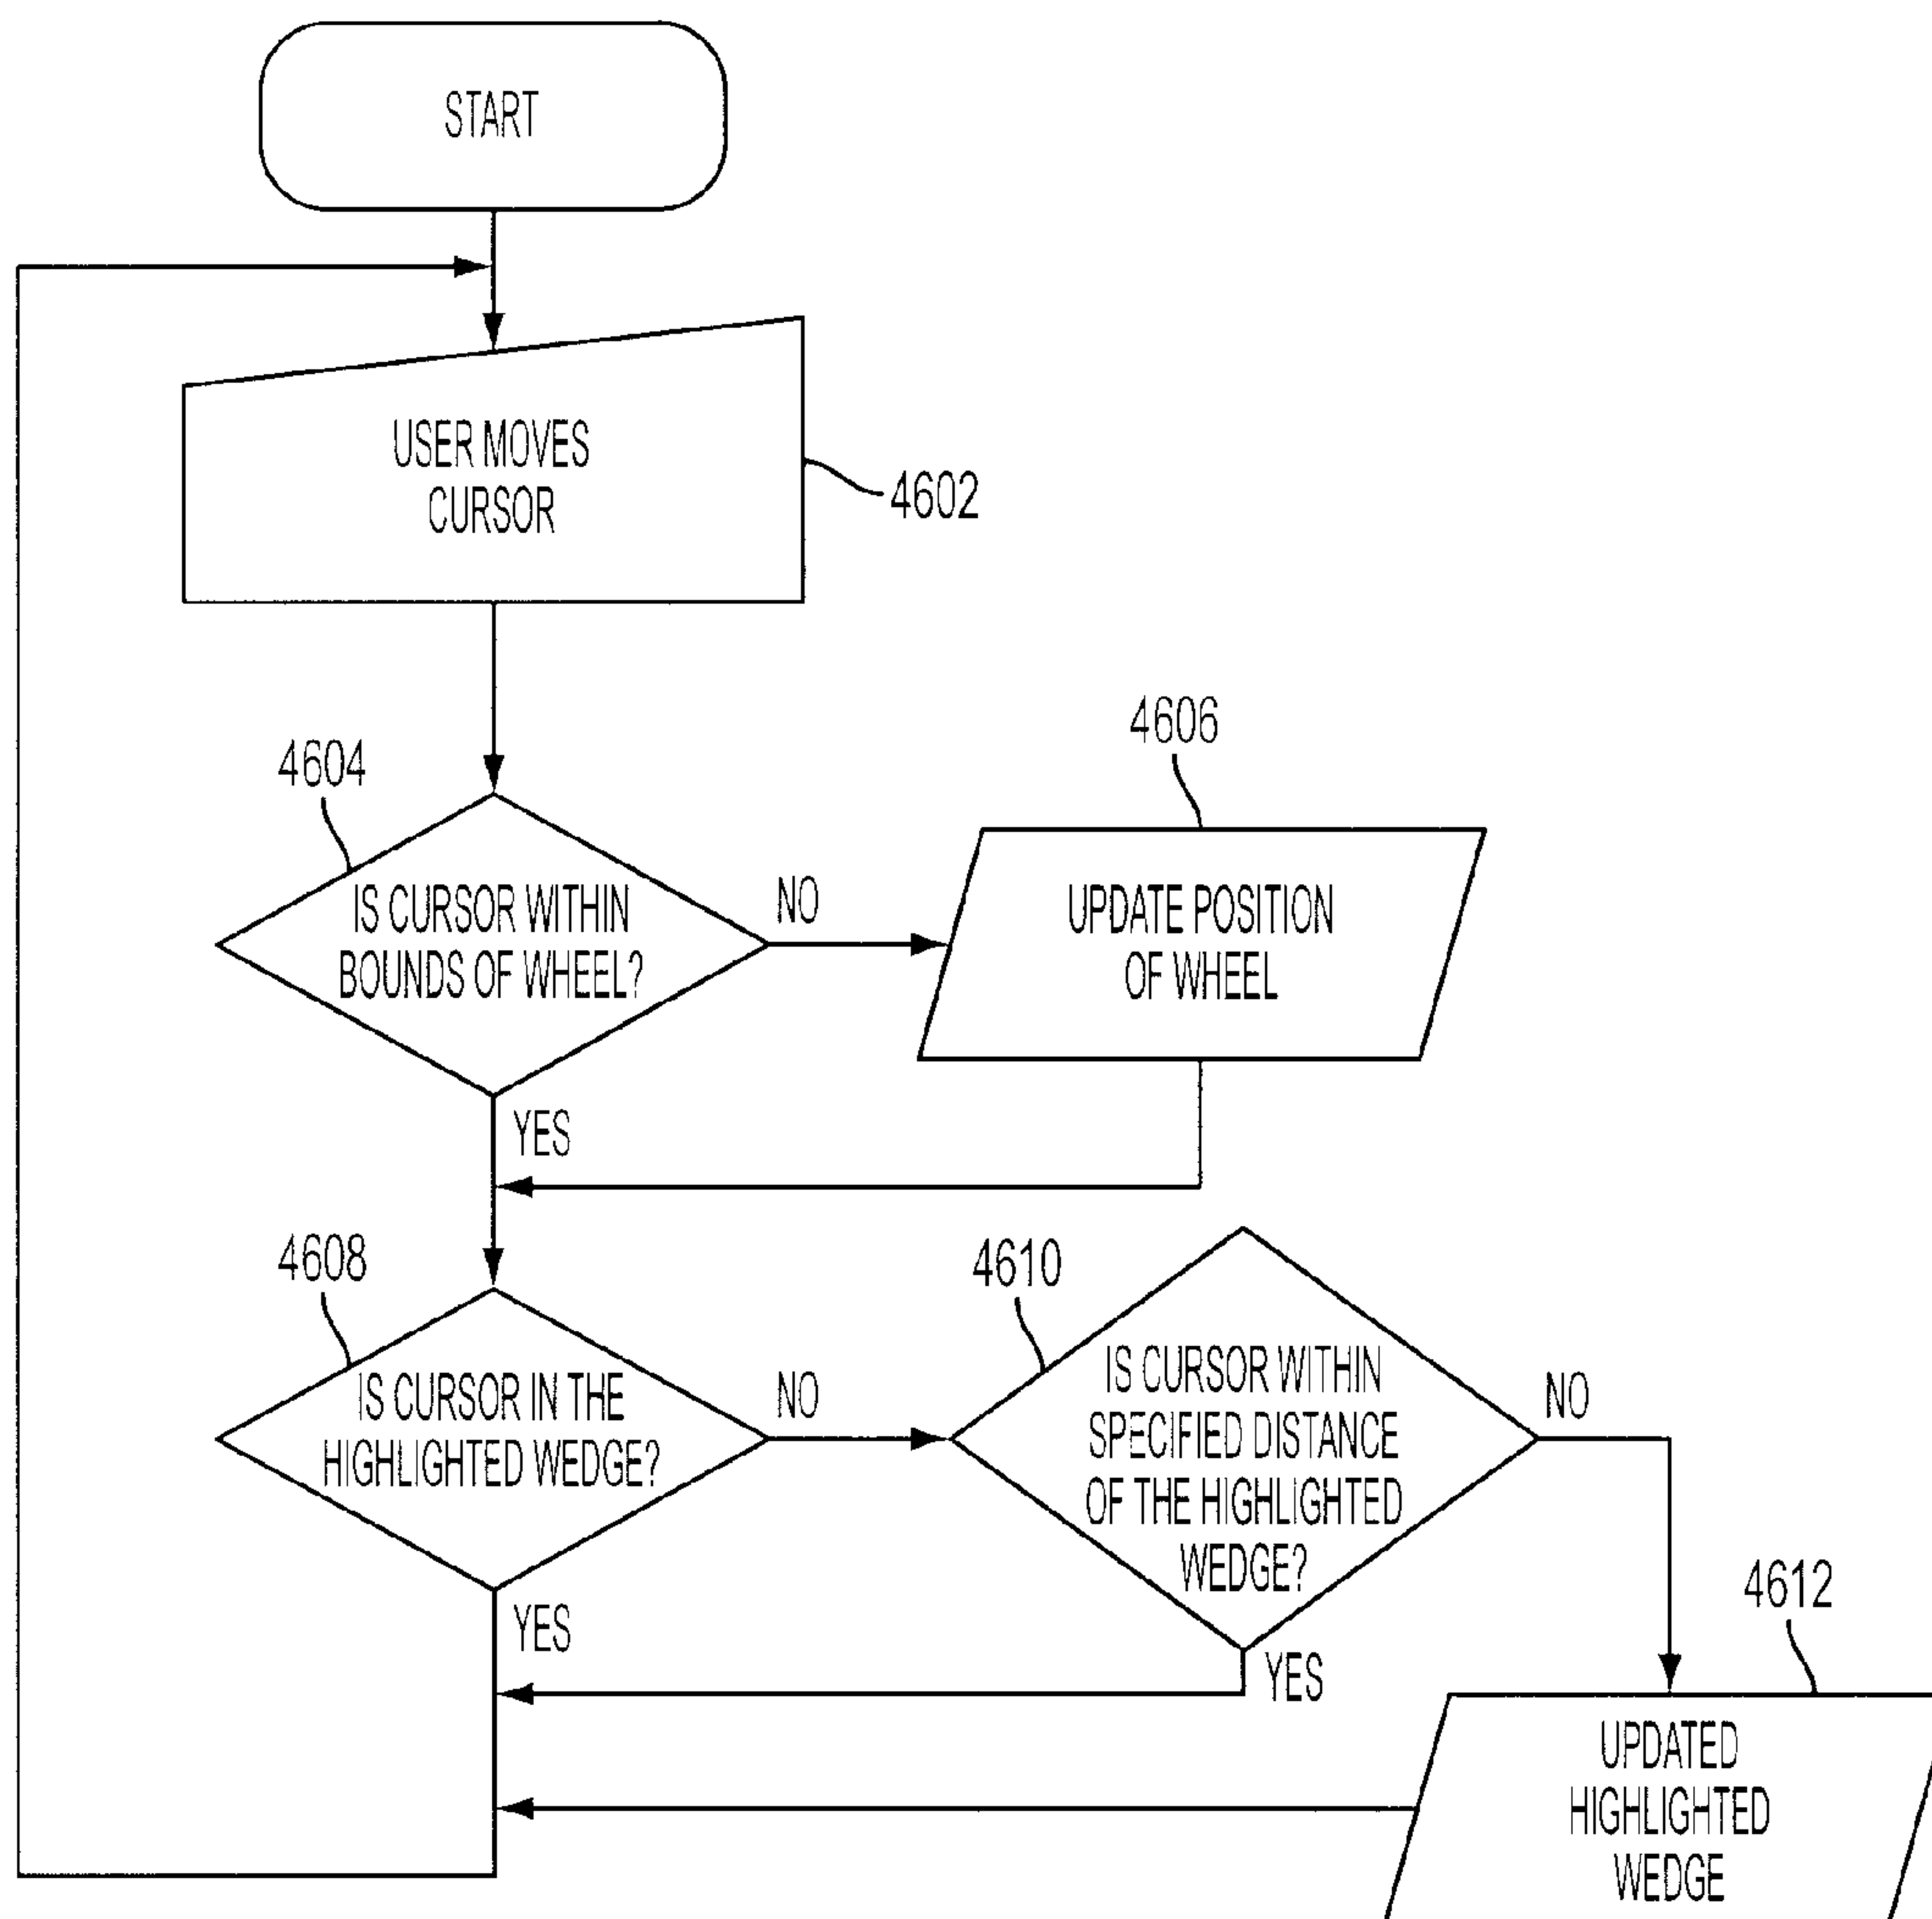 START
USER MOVES
CURSOR
4602
4604
IS CURSOR WITHIN
BOUNDS OF WHEEL?
NO
YES
4606
UPDATE POSITION
OF WHEEL
4608
IS CURSOR IN THE
HIGHLIGHTED WEDGE?
NO
YES
4610
IS CURSOR WITHIN
SPECIFIED DISTANCE
OF THE HIGHLIGHTED
WEDGE?
NO
YES
4612
UPDATED
HIGHLIGHTED
WEDGE